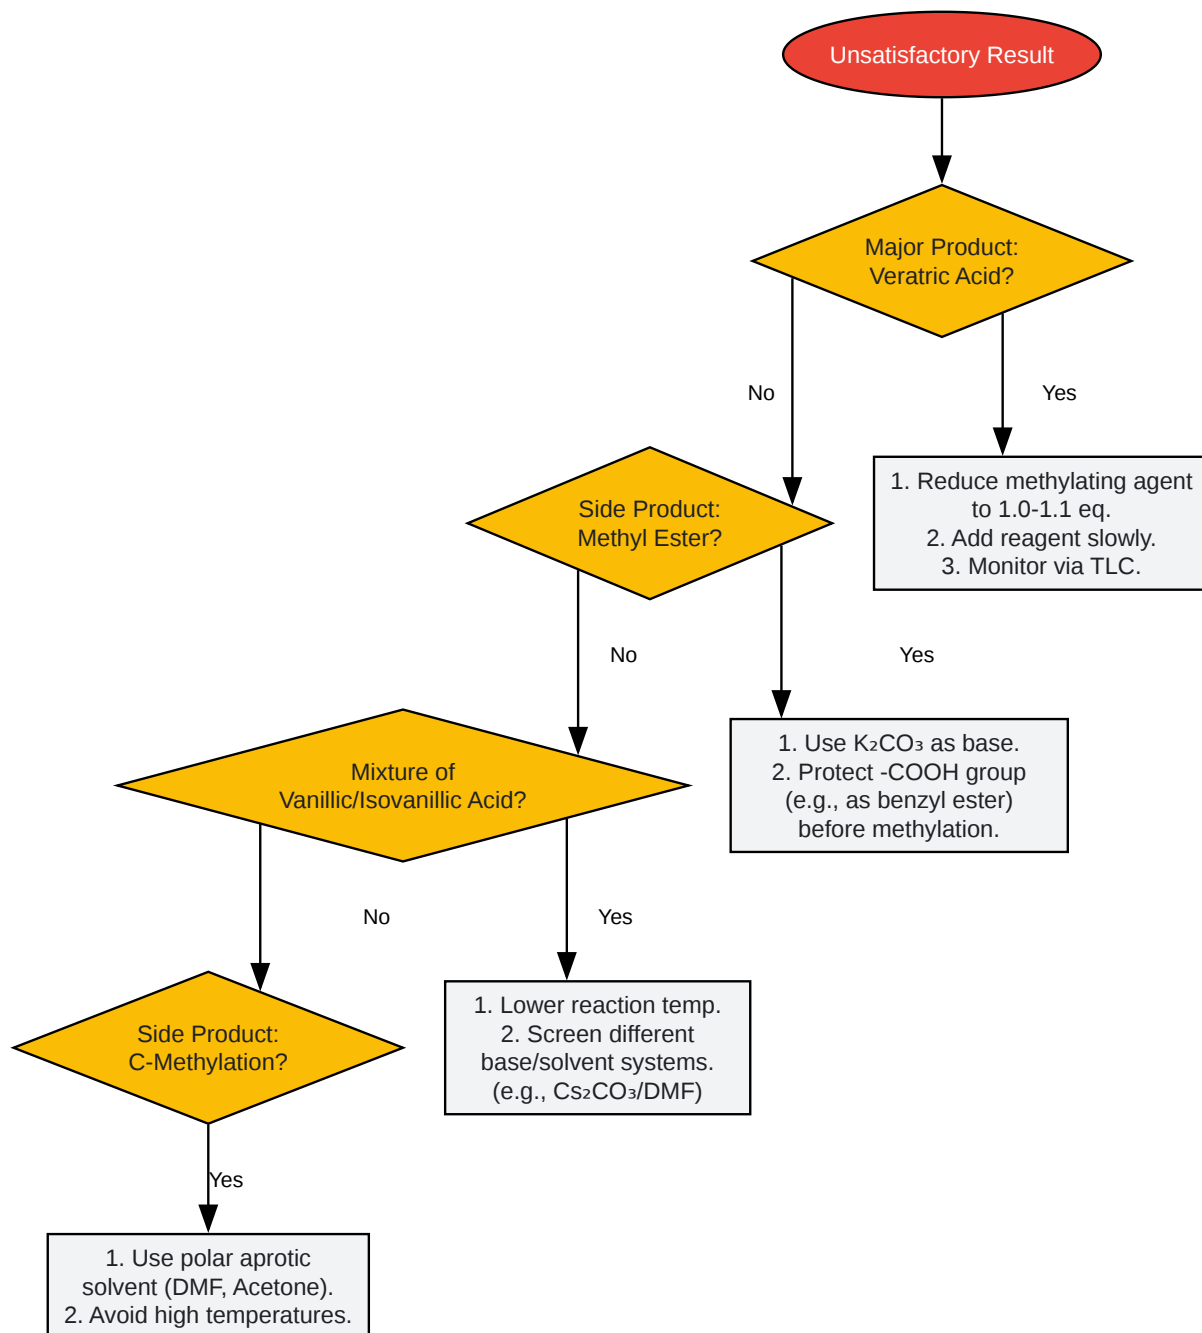 Unsatisfactory Result
Major Product:
Veratric Acid?
No
Yes
1. Reduce methylating agent
to 1.0-1.1 eq.
2. Add reagent slowly.
3. Monitor via TLC.
Side Product:
Methyl Ester?
No
Yes
1. Use K₂CO₃ as base.
2. Protect -COOH group
(e.g., as benzyl ester)
before methylation.
Mixture of
Vanillic/Isovanillic Acid?
No
Yes
1. Lower reaction temp.
2. Screen different
base/solvent systems.
(e.g., Cs₂CO₃/DMF)
Side Product:
C-Methylation?
Yes
1. Use polar aprotic
solvent (DMF, Acetone).
2. Avoid high temperatures.